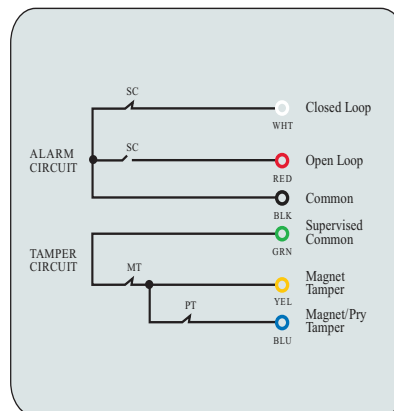 SC
WHT
Closed Loop
ALARM
CIRCUIT
SC
RED
Open Loop
BLK
Common
TAMPER
CIRCUIT
GRN
Supervised
Common
MT
YEL
Magnet
Tamper
PT
BLU
Magnet/Pry
Tamper